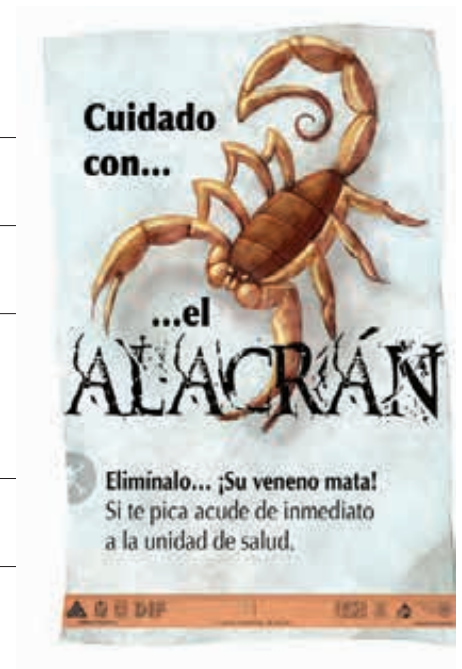 Cuidado
con...
...el
ALACRÁN
Elimínalo... ¡Su veneno mata!
Si te pica acude de inmediato
a la unidad de salud.
DIF